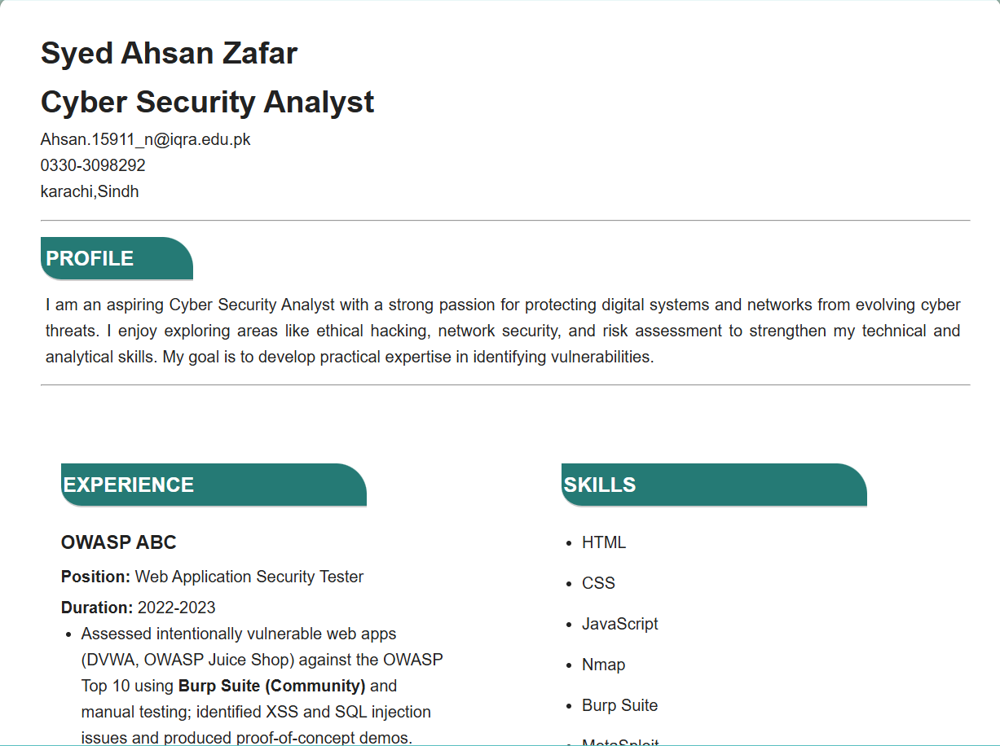 Syed Ahsan Zafar
Cyber Security Analyst
Ahsan.15911_n@iqra.edu.pk
0330-3098292
karachi,Sindh
PROFILE
I am an aspiring Cyber Security Analyst with a strong passion for protecting digital systems and networks from evolving cyber
threats. I enjoy exploring areas like ethical hacking, network security, and risk assessment to strengthen my technical and
analytical skills. My goal is to develop practical expertise in identifying vulnerabilities.
EXPERIENCE
OWASP ABC
Position: Web Application Security Tester
Duration: 2022-2023
• Assessed intentionally vulnerable web apps
(DVWA, OWASP Juice Shop) against the OWASP
Top 10 using Burp Suite (Community) and
manual testing; identified XSS and SQL injection
issues and produced proof-of-concept demos.
SKILLS
• HTML
• CSS
• JavaScript
• Nmap
• Burp Suite
• MetaSploit